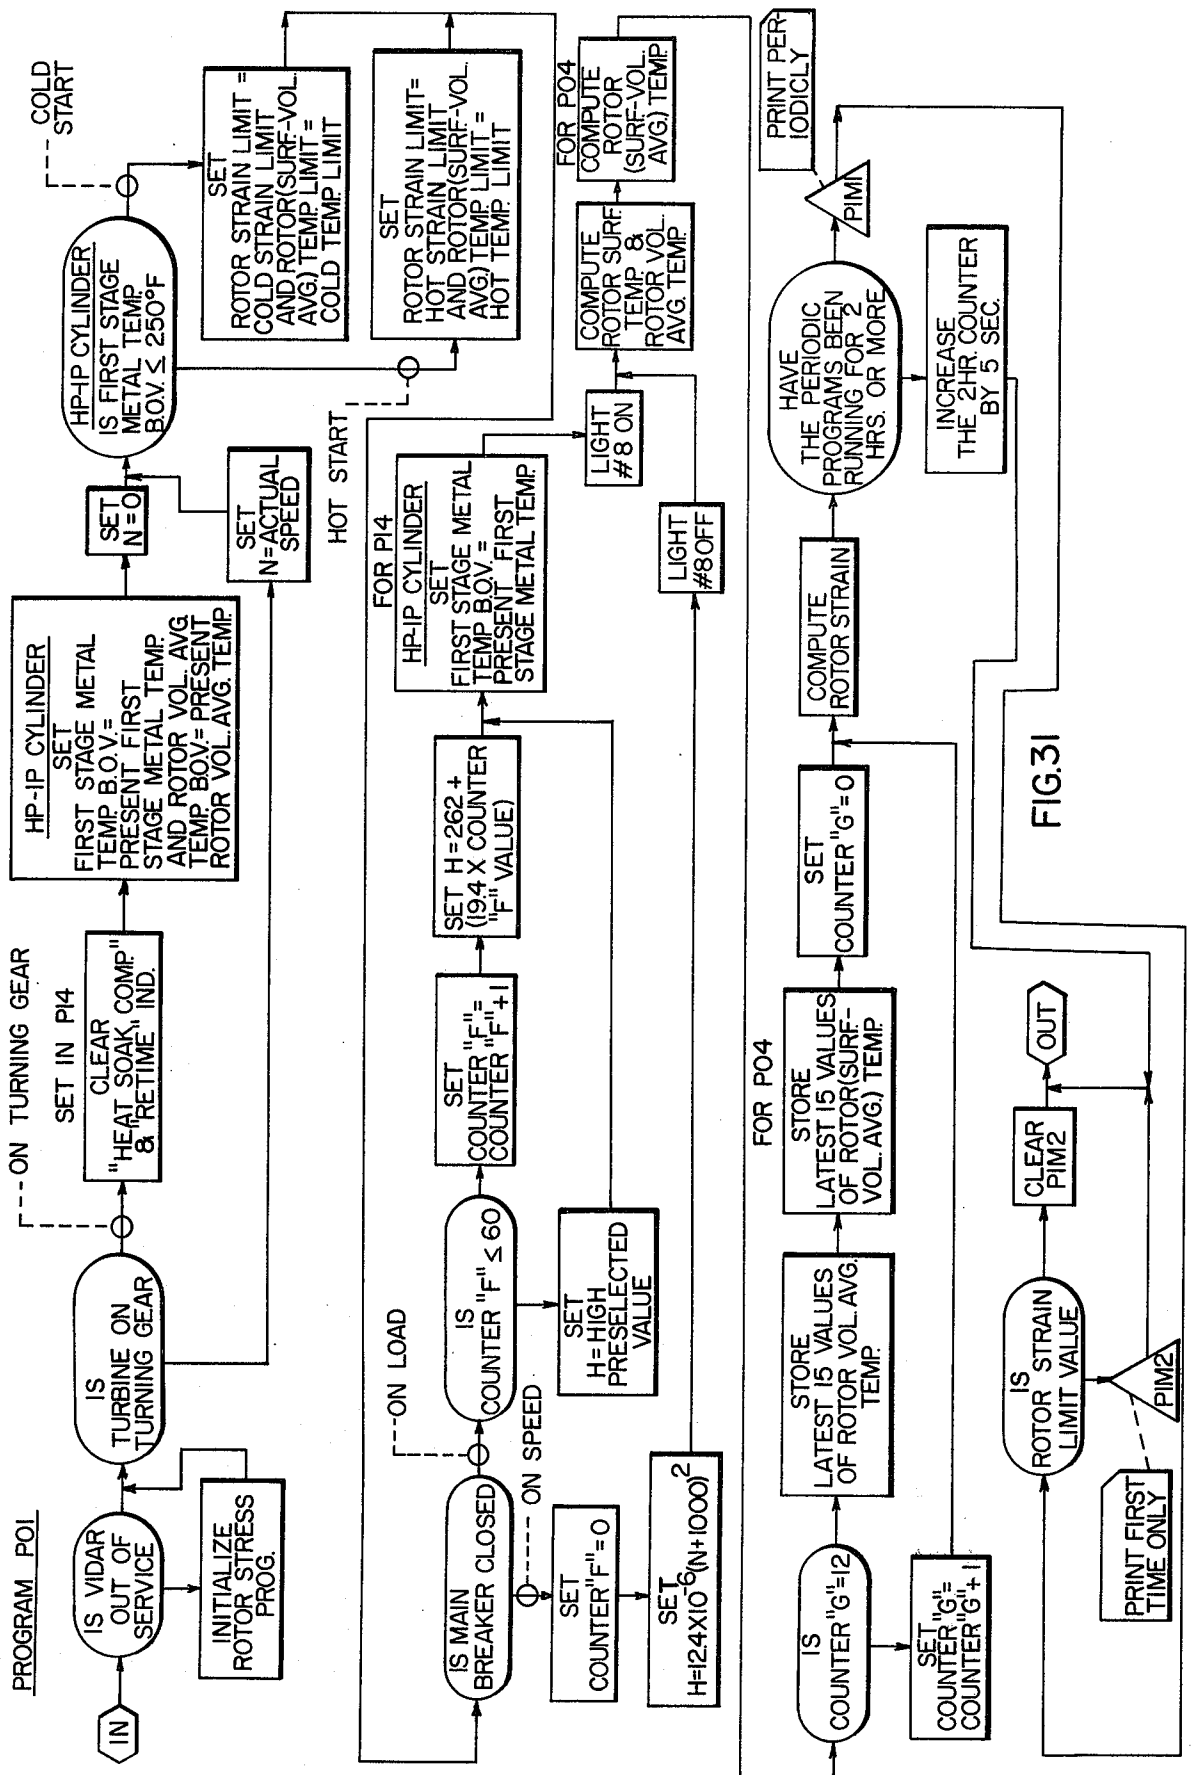 PROGRAM PO1
IN
IS VIDAR
OUT OF
SERVICE
INITIALIZE
ROTOR STRESS
PROG.
IS
TURBINE ON
TURNING GEAR
ON TURNING GEAR
SET IN P14
CLEAR
"HEAT SOAK COMP."
& "RETIME" IND.
HP-IP CYLINDER
SET
FIRST STAGE METAL
TEMP. B.O.V.=
PRESENT FIRST
STAGE METAL TEMP.
AND ROTOR VOL. AVG.
TEMP. B.O.V.= PRESENT
ROTOR VOL. AVG. TEMP.
SET
N=0
SET
N=ACTUAL
SPEED
HP-IP CYLINDER
IS FIRST STAGE
METAL TEMP.
B.O.V. ≤ 250°F
COLD
START
HOT START
SET
ROTOR STRAIN LIMIT =
COLD STRAIN LIMIT
AND ROTOR(SURF-VOL.
AVG.) TEMP. LIMIT =
COLD TEMP. LIMIT
SET
ROTOR STRAIN LIMIT=
HOT STRAIN LIMIT
AND ROTOR(SURF-VOL.
AVG.) TEMP. LIMIT =
HOT TEMP. LIMIT
IS MAIN
BREAKER CLOSED
ON LOAD
ON SPEED
SET
COUNTER "F"=0
SET
H=12.4X10-6(N+1000)2
IS
COUNTER "F" ≤ 60
SET
H=HIGH
PRESELECTED
VALUE
SET
COUNTER "F"=
COUNTER "F"+1
SET H=262 +
(19.4 X COUNTER
"F" VALUE)
FOR P14
HP-IP CYLINDER
SET
FIRST STAGE METAL
TEMP B.O.V.=
PRESENT FIRST
STAGE METAL TEMP.
LIGHT
#8 ON
LIGHT
#8 OFF
COMPUTE
ROTOR SURF.
TEMP. &
ROTOR VOL.
AVG. TEMP.
FOR PO4
COMPUTE
ROTOR
(SURF-VOL.
AVG.) TEMP.
IS
COUNTER "G"=12
SET
COUNTER "G"=
COUNTER "G"+1
STORE
LATEST 15 VALUES
OF ROTOR VOL. AVG.
TEMP.
FOR PO4
STORE
LATEST 15 VALUES
OF ROTOR(SURF-
VOL. AVG.) TEMP.
SET
COUNTER "G"=0
COMPUTE
ROTOR STRAIN
HAVE
THE PERIODIC
PROGRAMS BEEN
RUNNING FOR 2
HRS. OR MORE
INCREASE
THE 2HR. COUNTER
BY 5 SEC.
PIM1
PRINT PER-
IODICLY
IS
ROTOR STRAIN
LIMIT VALUE
PIM2
PRINT FIRST
TIME ONLY
CLEAR
PIM2
OUT
FIG.31